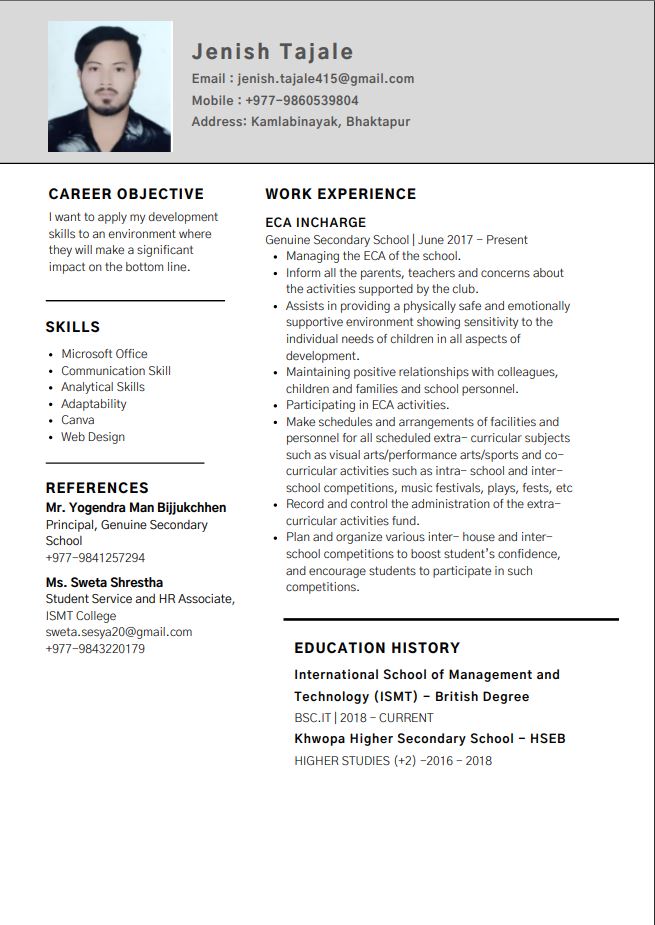 Jenish Tajale
Email : jenish.tajale415@gmail.com
Mobile : +977-9860539804
Address: Kamlabinayak, Bhaktapur
CAREER OBJECTIVE
I want to apply my development
skills to an environment where
they will make a significant
impact on the bottom line.
SKILLS
• Microsoft Office
• Communication Skill
• Analytical Skills
• Adaptability
• Canva
• Web Design
REFERENCES
Mr. Yogendra Man Bijjukchhen
Principal, Genuine Secondary
School
+977-9841257294
Ms. Sweta Shrestha
Student Service and HR Associate,
ISMT College
sweta.sesya20@gmail.com
+977-9843220179
WORK EXPERIENCE
ECA INCHARGE
Genuine Secondary School | June 2017 - Present
• Managing the ECA of the school.
• Inform all the parents, teachers and concerns about
the activities supported by the club.
• Assists in providing a physically safe and emotionally
supportive environment showing sensitivity to the
individual needs of children in all aspects of
development.
• Maintaining positive relationships with colleagues,
children and families and school personnel.
• Participating in ECA activities.
• Make schedules and arrangements of facilities and
personnel for all scheduled extra- curricular subjects
such as visual arts/performance arts/sports and co-
curricular activities such as intra- school and inter-
school competitions, music festivals, plays, fests, etc
• Record and control the administration of the extra-
curricular activities fund.
• Plan and organize various inter- house and inter-
school competitions to boost student's confidence,
and encourage students to participate in such
competitions.
EDUCATION HISTORY
International School of Management and
Technology (ISMT) - British Degree
BSC.IT | 2018 - CURRENT
Khwopa Higher Secondary School - HSEB
HIGHER STUDIES (+2) -2016 - 2018